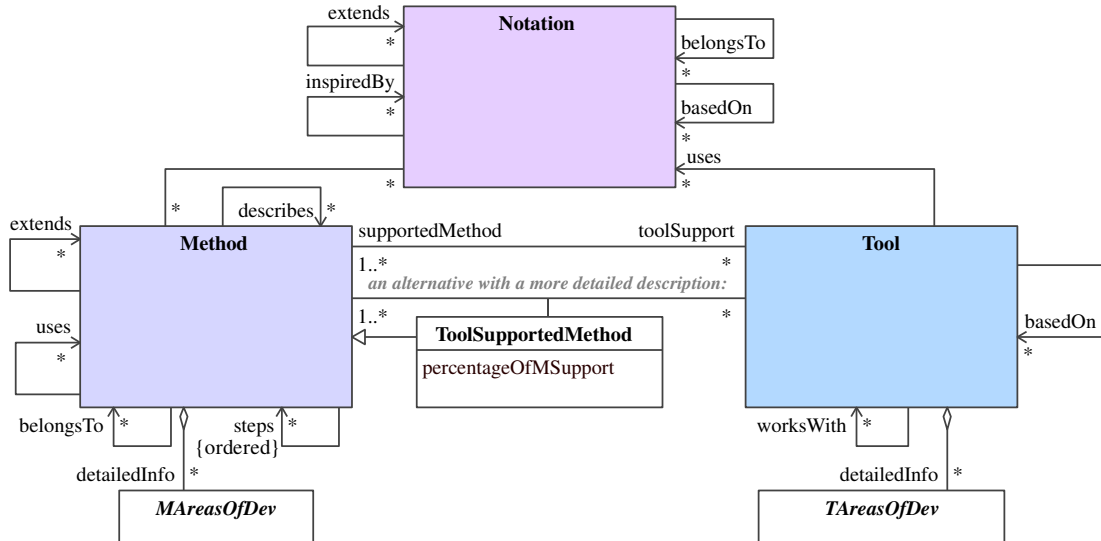 extends
*
Notation
belongsTo
*
inspiredBy
*
basedOn
*
uses
*
*
*
describes
*
extends
*
Method
supportedMethod
toolSupport
Tool
1..*
*
an alternative with a more detailed description:
uses
*
1..*
*
ToolSupportedMethod
percentageOfMSupport
basedOn
*
belongsTo
*
steps
*
{ordered}
worksWith
*
detailedInfo
*
detailedInfo
*
MAreasOfDev
TAreasOfDev